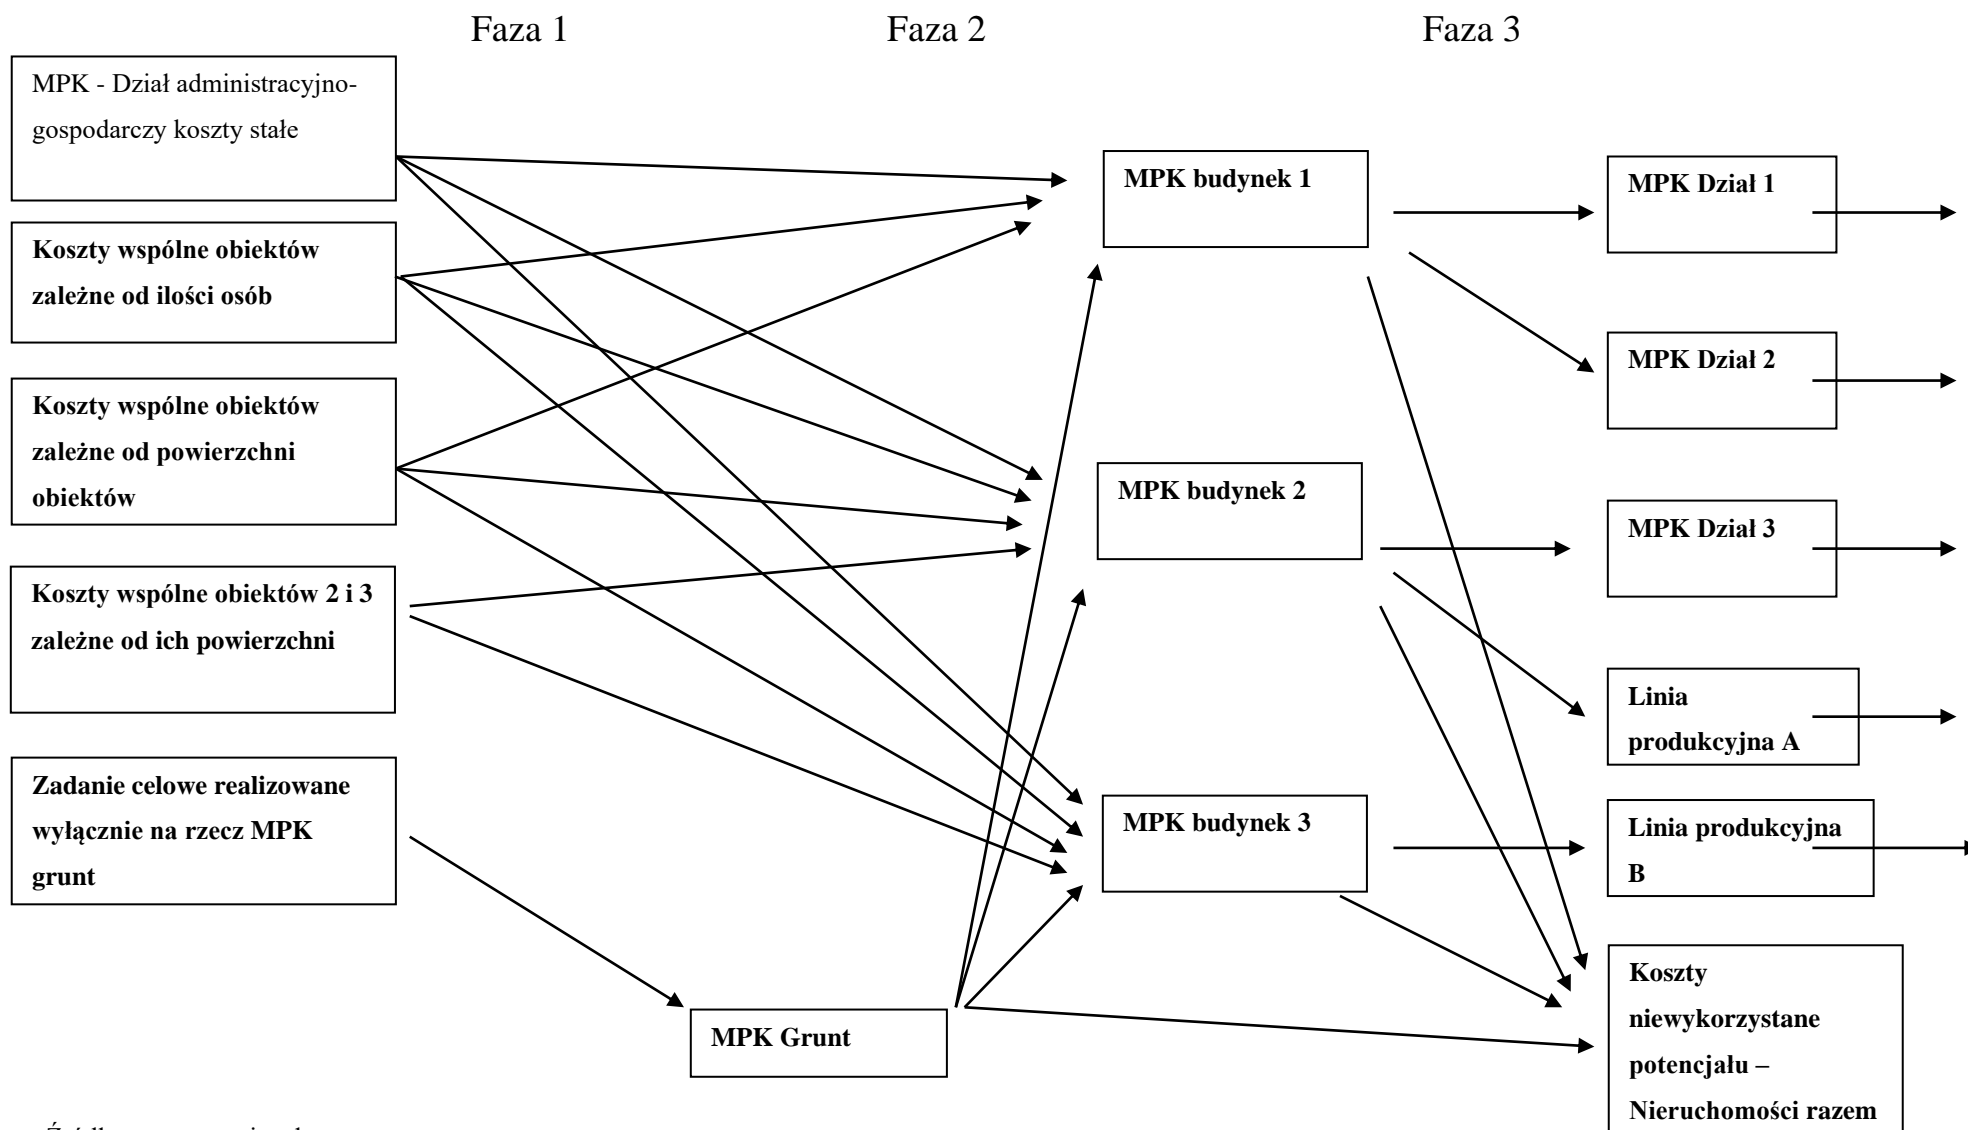 Faza 1
Faza 2
Faza 3
MPK - Dział administracyjno-
gospodarczy koszty stałe
Koszty wspólne obiektów
zależne od ilości osób
Koszty wspólne obiektów
zależne od powierzchni
obiektów
Koszty wspólne obiektów 2 i 3
zależne od ich powierzchni
Zadanie celowe realizowane
wyłącznie na rzecz MPK
grunt
MPK Grunt
MPK budynek 1
MPK budynek 2
MPK budynek 3
MPK Dział 1
MPK Dział 2
MPK Dział 3
Linia
produkcyjna A
Linia produkcyjna
B
Koszty
niewykorzystane
potencjału –
Nieruchomości razem